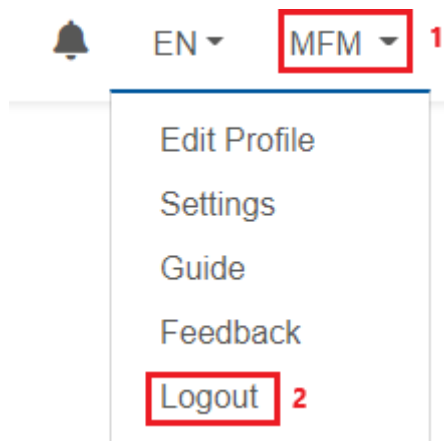 EN MFM 1
Edit Profile
Settings
Guide
Feedback
Logout 2